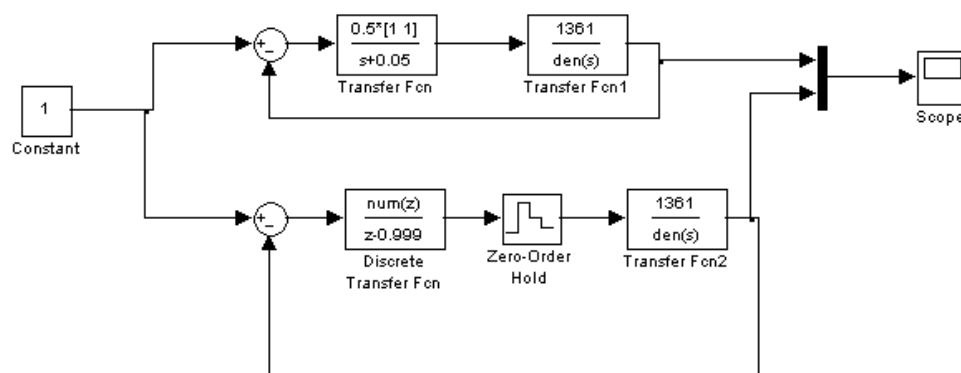 0.5*[1 1]
s+0.05
Transfer Fcn
1361
den(s)
Transfer Fcn1
1
Constant
Scope
num(z)
z-0.999
Discrete
Transfer Fcn
Zero-Order
Hold
1361
den(s)
Transfer Fcn2